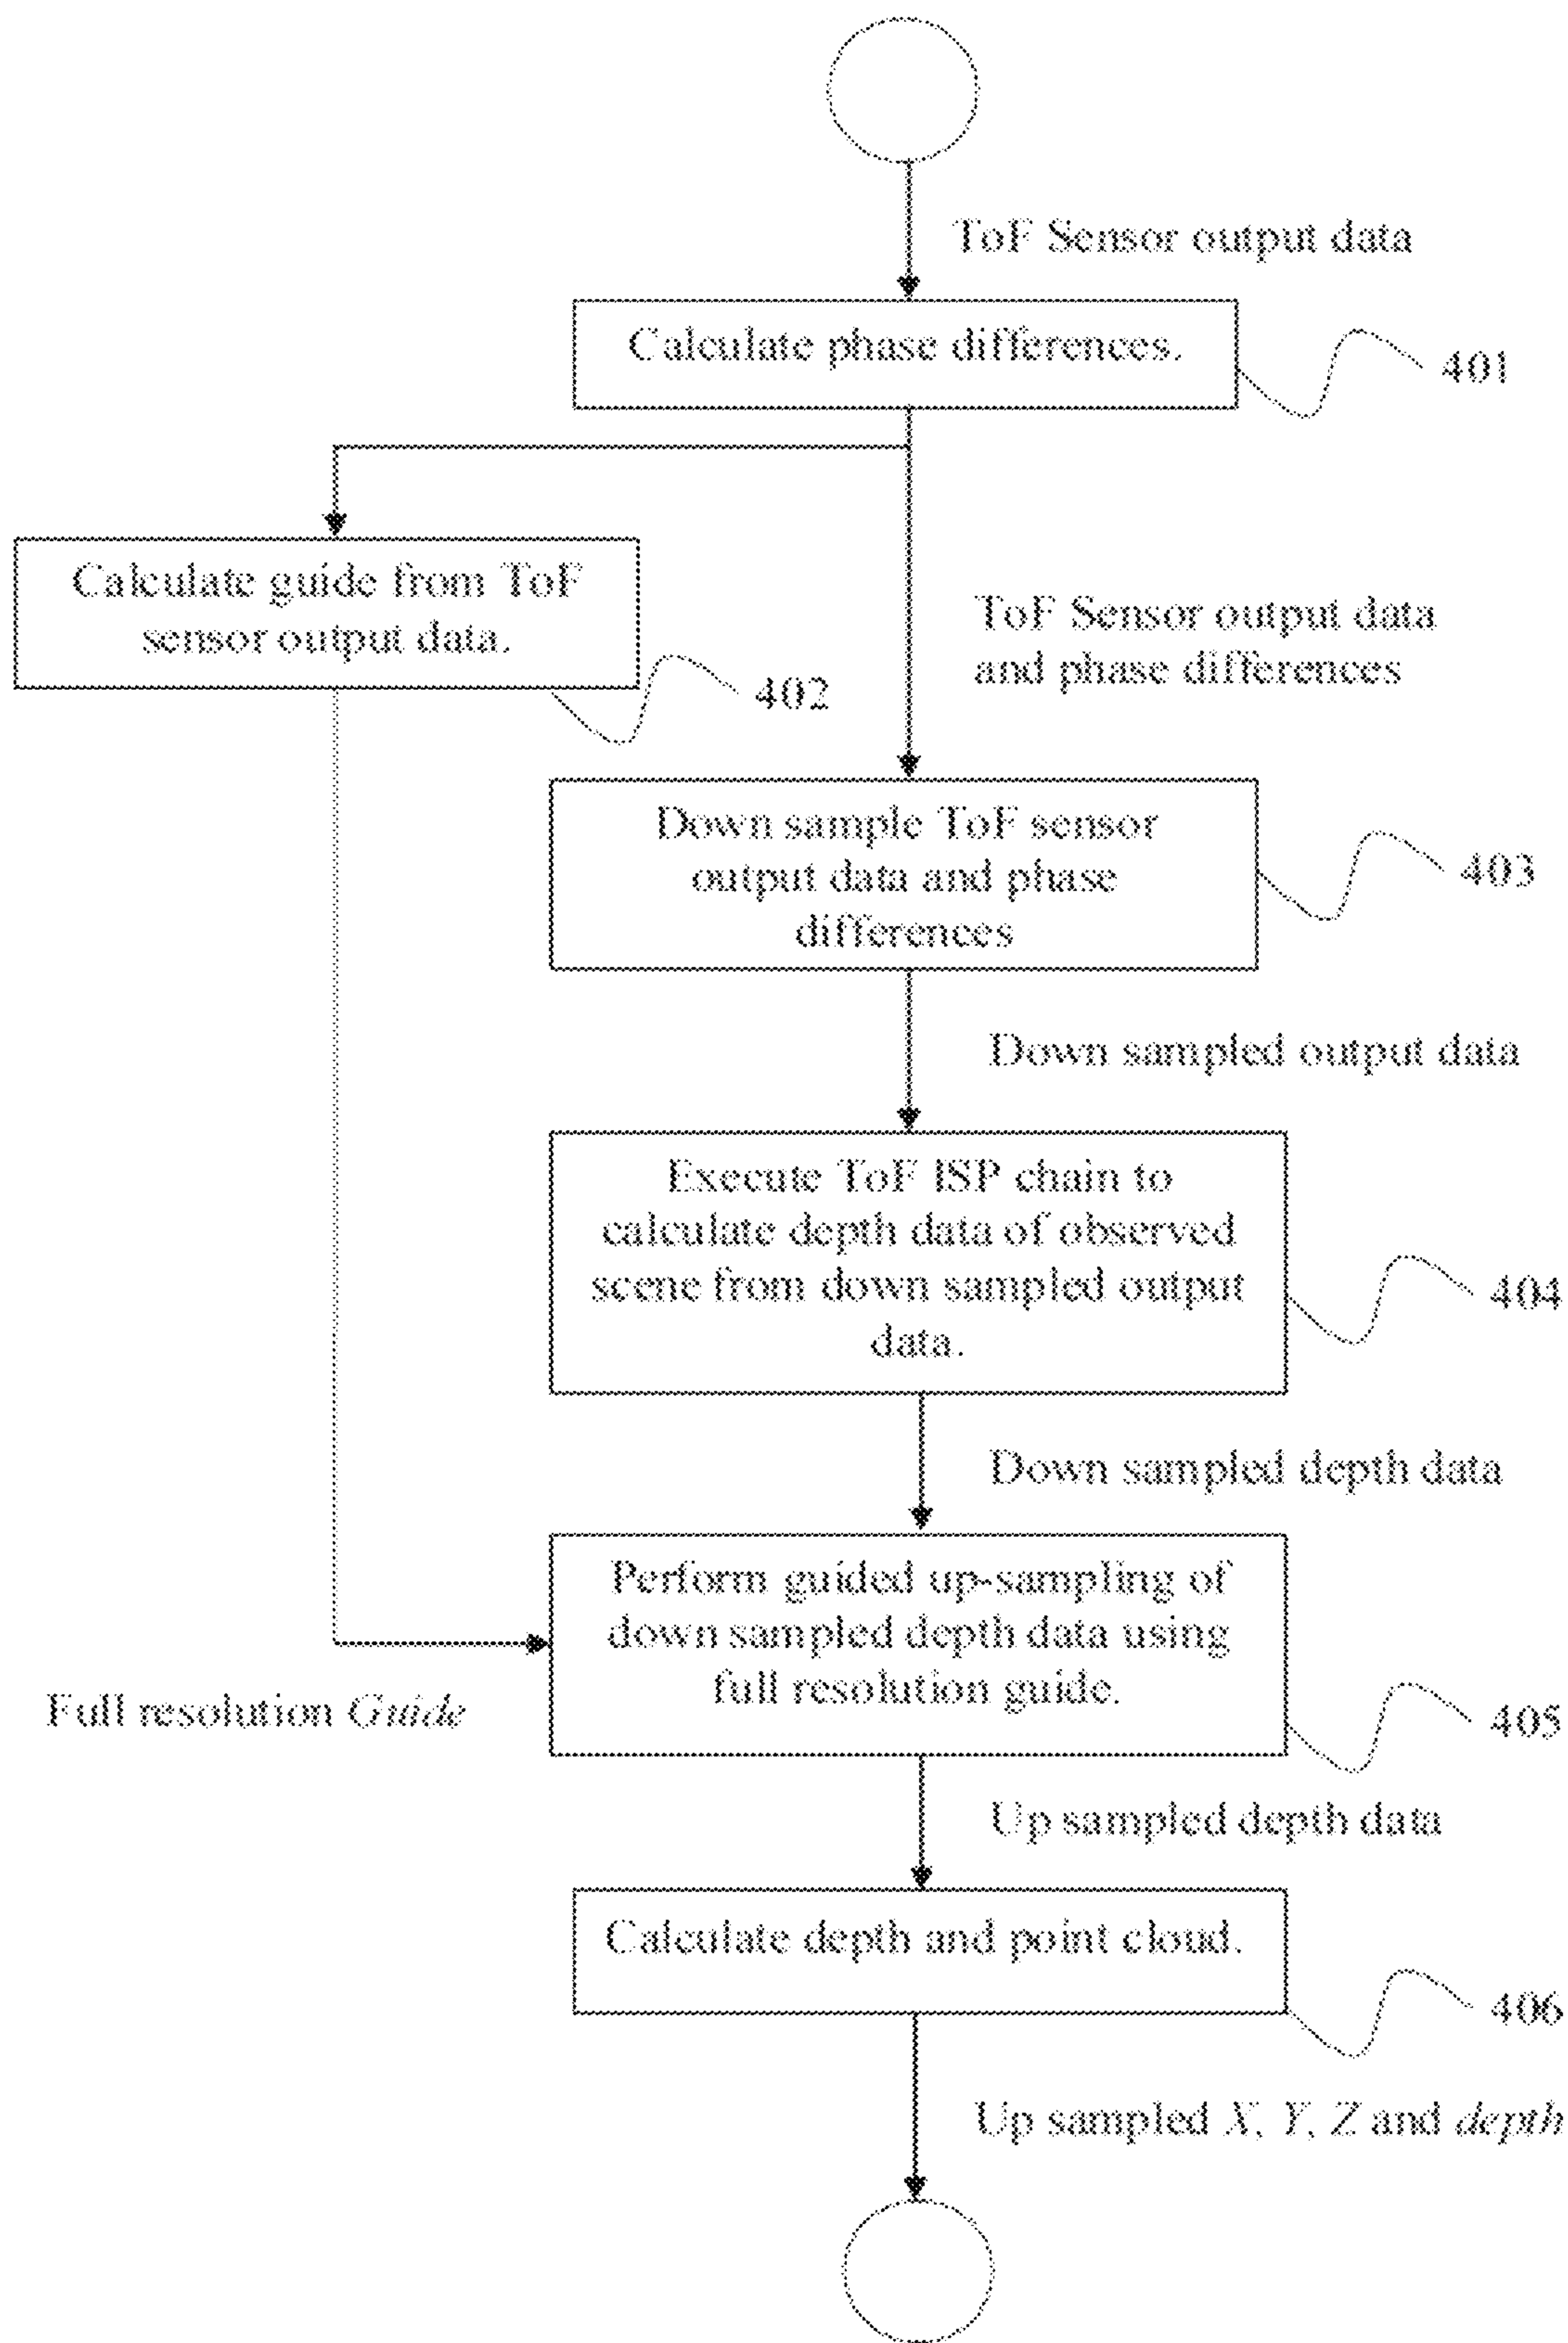 ToF Sensor output data
Calculate phase differences.
401
Calculate guide from ToF
sensor output data.
402
ToF Sensor output data
and phase differences
Down sample ToF sensor
output data and phase
differences
403
Down sampled output data
Execute ToF ISP chain to
calculate depth data of observed
scene from down sampled output
data.
404
Down sampled depth data
Perform guided up-sampling of
down sampled depth data using
full resolution guide.
405
Full resolution Guide
Up sampled depth data
Calculate depth and point cloud.
406
Up sampled X, Y, Z and depth